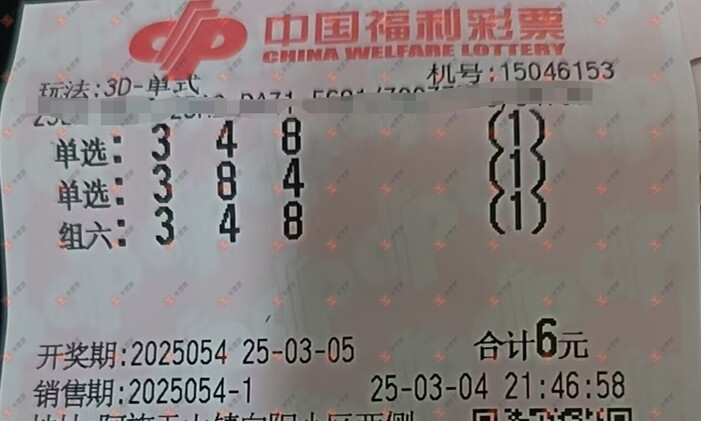 中国福利彩票
CHINA WELFARE LOTTERY
玩法:3D-单式 机号:15046153
单选: 3 4 8 (1)
单选: 3 8 4 (1)
组六: 3 4 8 (1)
开奖期:2025054 25-03-05 合计6元
销售期:2025054-1 25-03-04 21:46:58